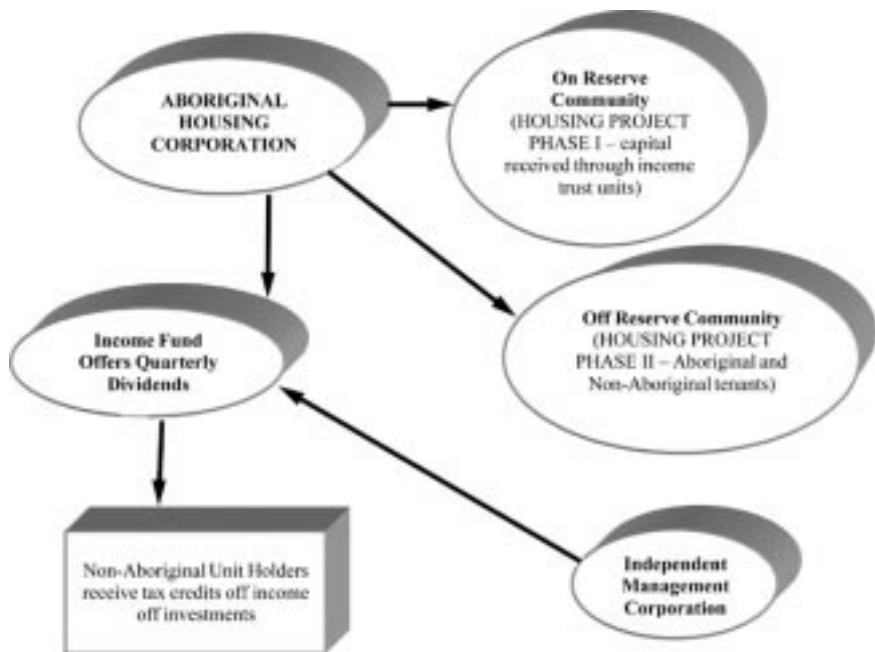 ABORIGINAL
HOUSING
CORPORATION
On Reserve
Community
(HOUSING PROJECT
PHASE I – capital
received through income
trust units)
Off Reserve Community
(HOUSING PROJECT
PHASE II – Aboriginal and
Non-Aboriginal tenants)
Income Fund
Offers Quarterly
Dividends
Non-Aboriginal Unit Holders
receive tax credits off income
off investments
Independent
Management
Corporation